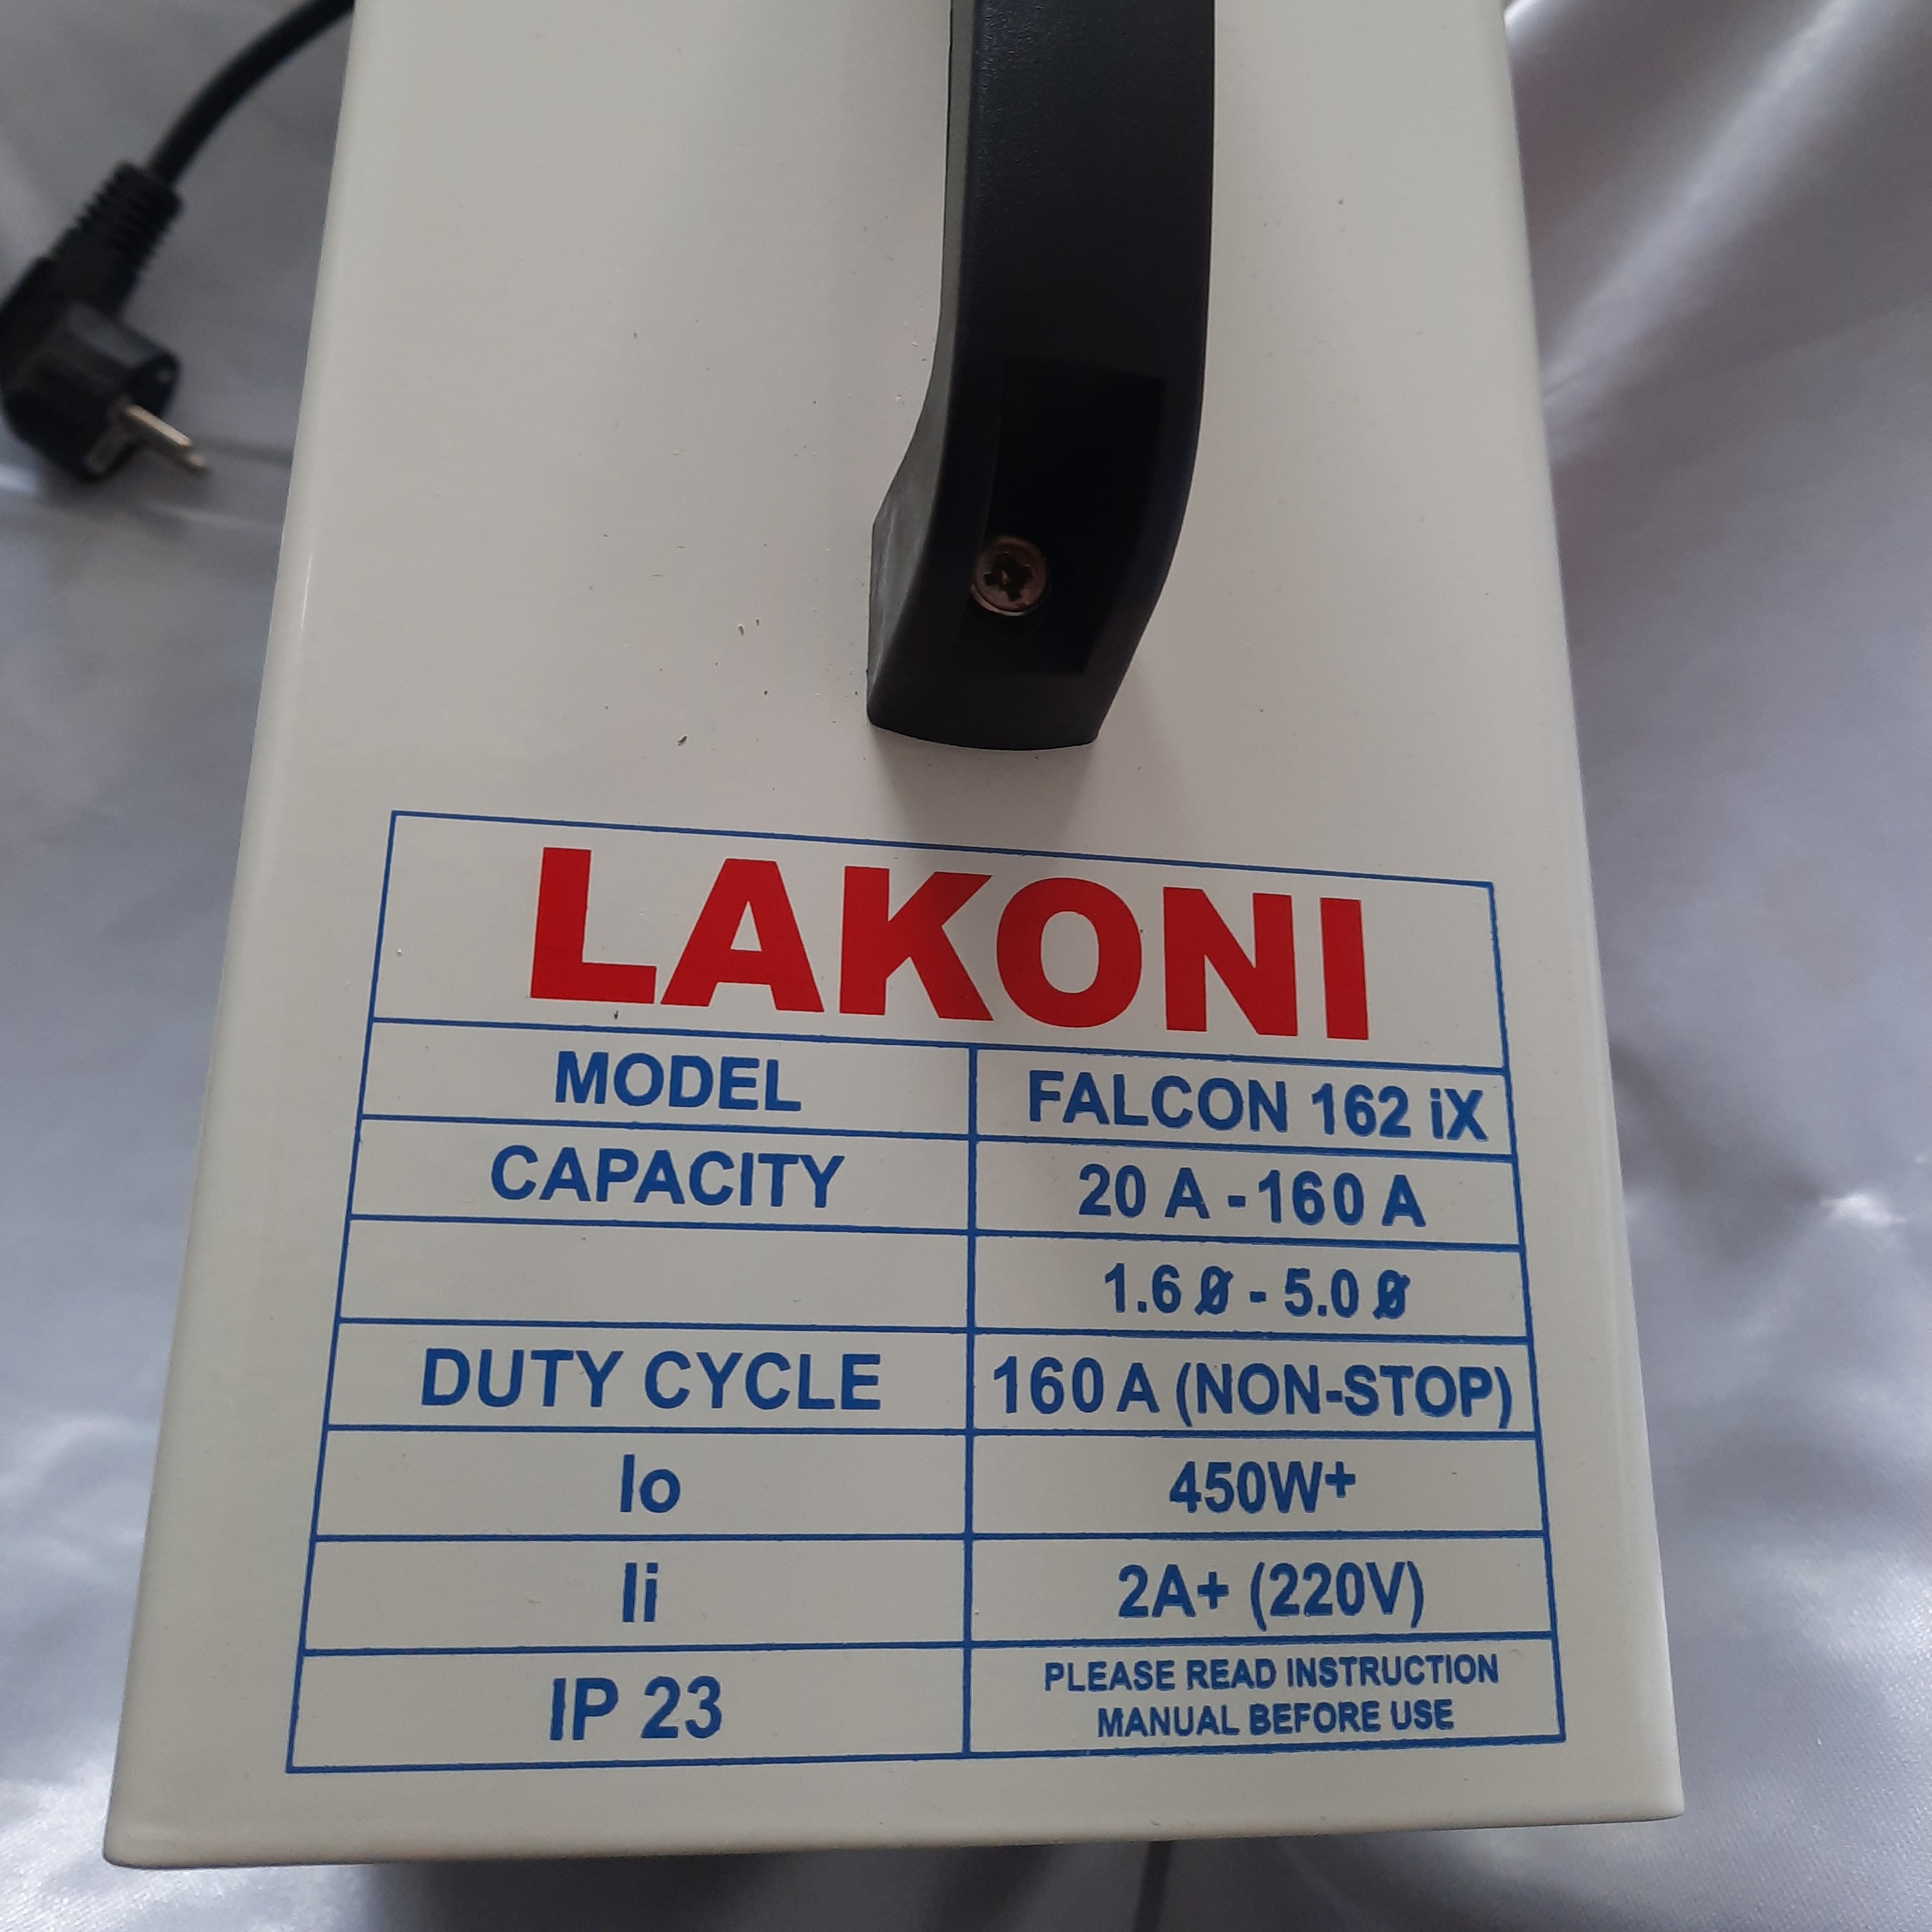 LAKONI
MODEL FALCON 162 iX
CAPACITY 20 A - 160 A
1.6 Ø - 5.0 Ø
DUTY CYCLE 160 A (NON-STOP)
Io 450W+
Ii 2A+ (220V)
IP 23 PLEASE READ INSTRUCTION
MANUAL BEFORE USE